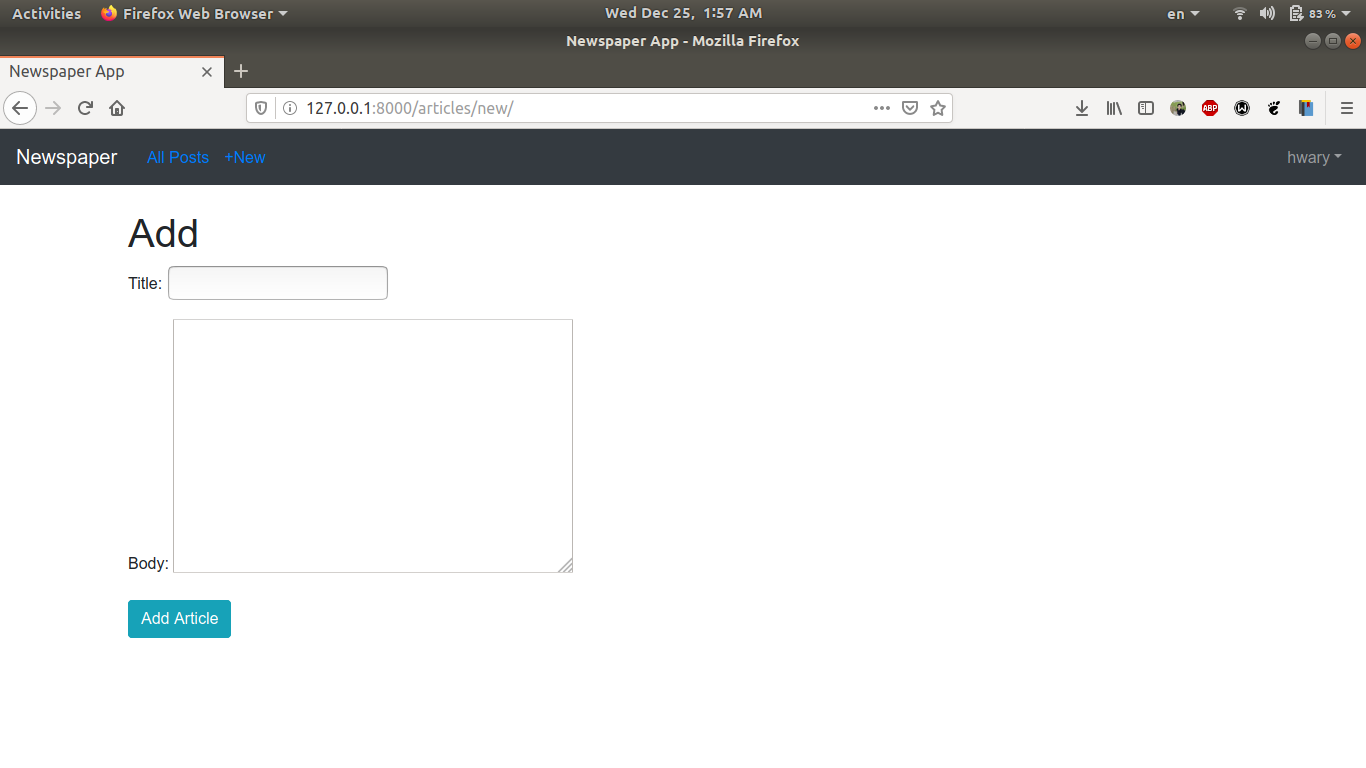 Activities Firefox Web Browser Wed Dec 25, 1:57 AM en 83 %
Newspaper App - Mozilla Firefox
Newspaper App
127.0.0.1:8000/articles/new/ ABP
Newspaper All Posts +New hwary
Add
Title:
Body:
Add Article